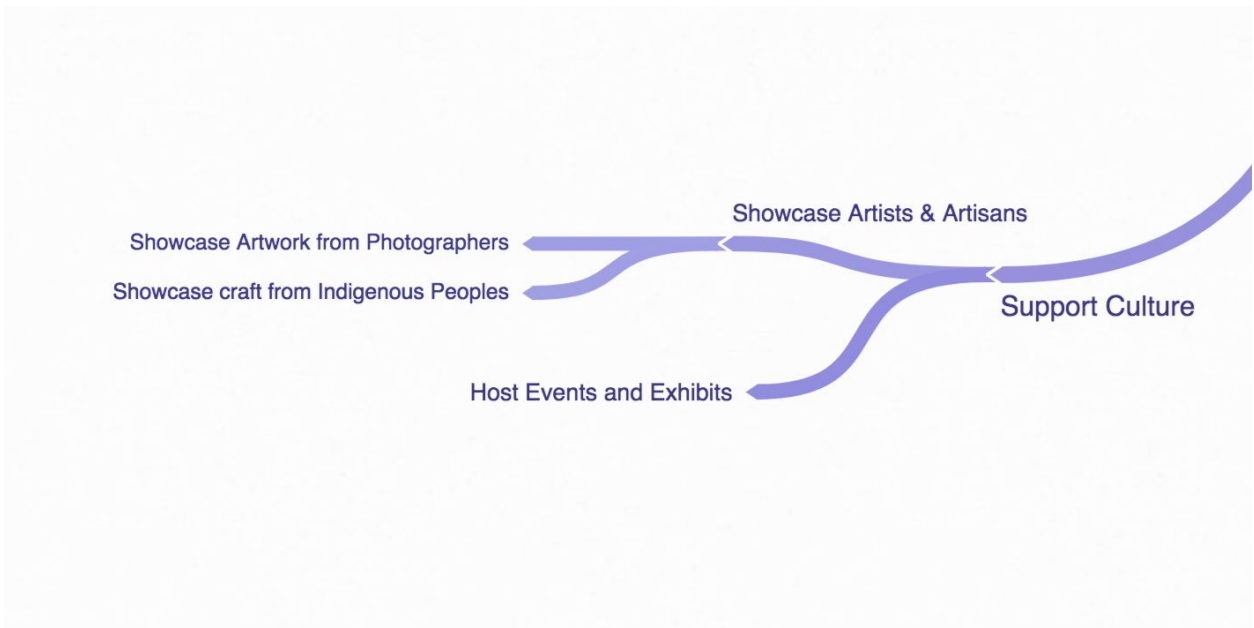 Showcase Artists & Artisans
Showcase Artwork from Photographers
Showcase craft from Indigenous Peoples
Support Culture
Host Events and Exhibits